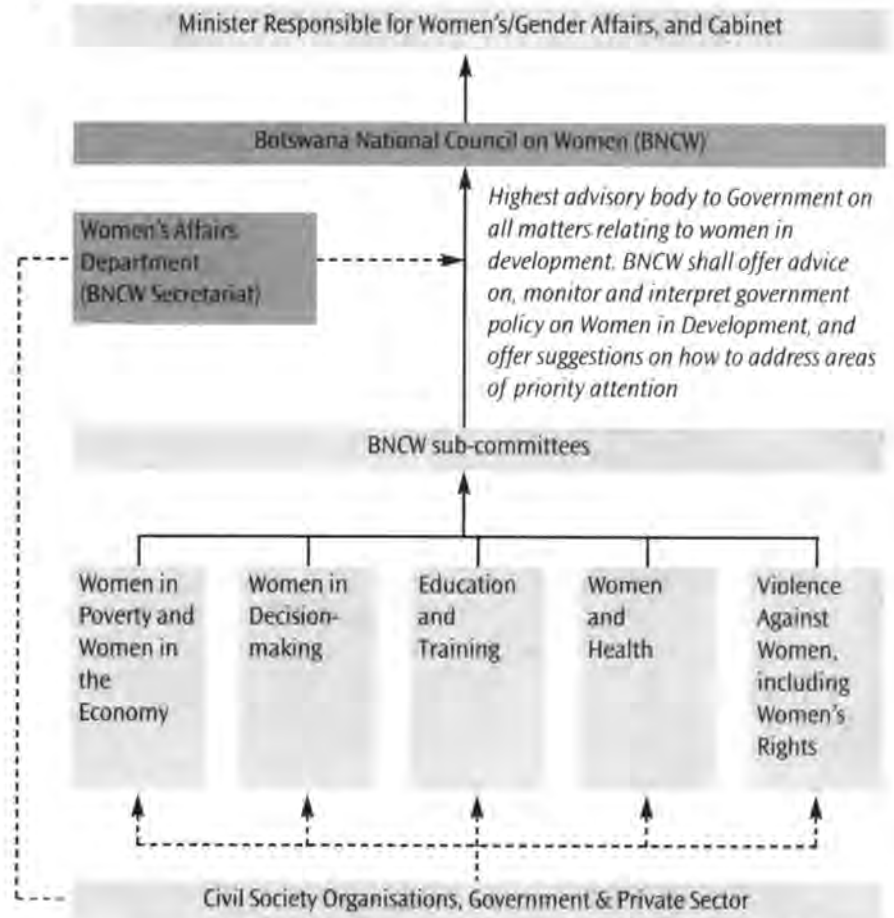 Minister Responsible for Women's/Gender Affairs, and Cabinet
Botswana National Council on Women (BNCW)
Women's Affairs
Department
(BNCW Secretariat)
Highest advisory body to Government on
all matters relating to women in
development. BNCW shall offer advice
on, monitor and interpret government
policy on Women in Development, and
offer suggestions on how to address areas
of priority attention
BNCW sub-committees
Women in
Poverty and
Women in
the
Economy
Women in
Decision-
making
Education
and
Training
Women
and
Health
Violence
Against
Women,
including
Women's
Rights
Civil Society Organisations, Government & Private Sector